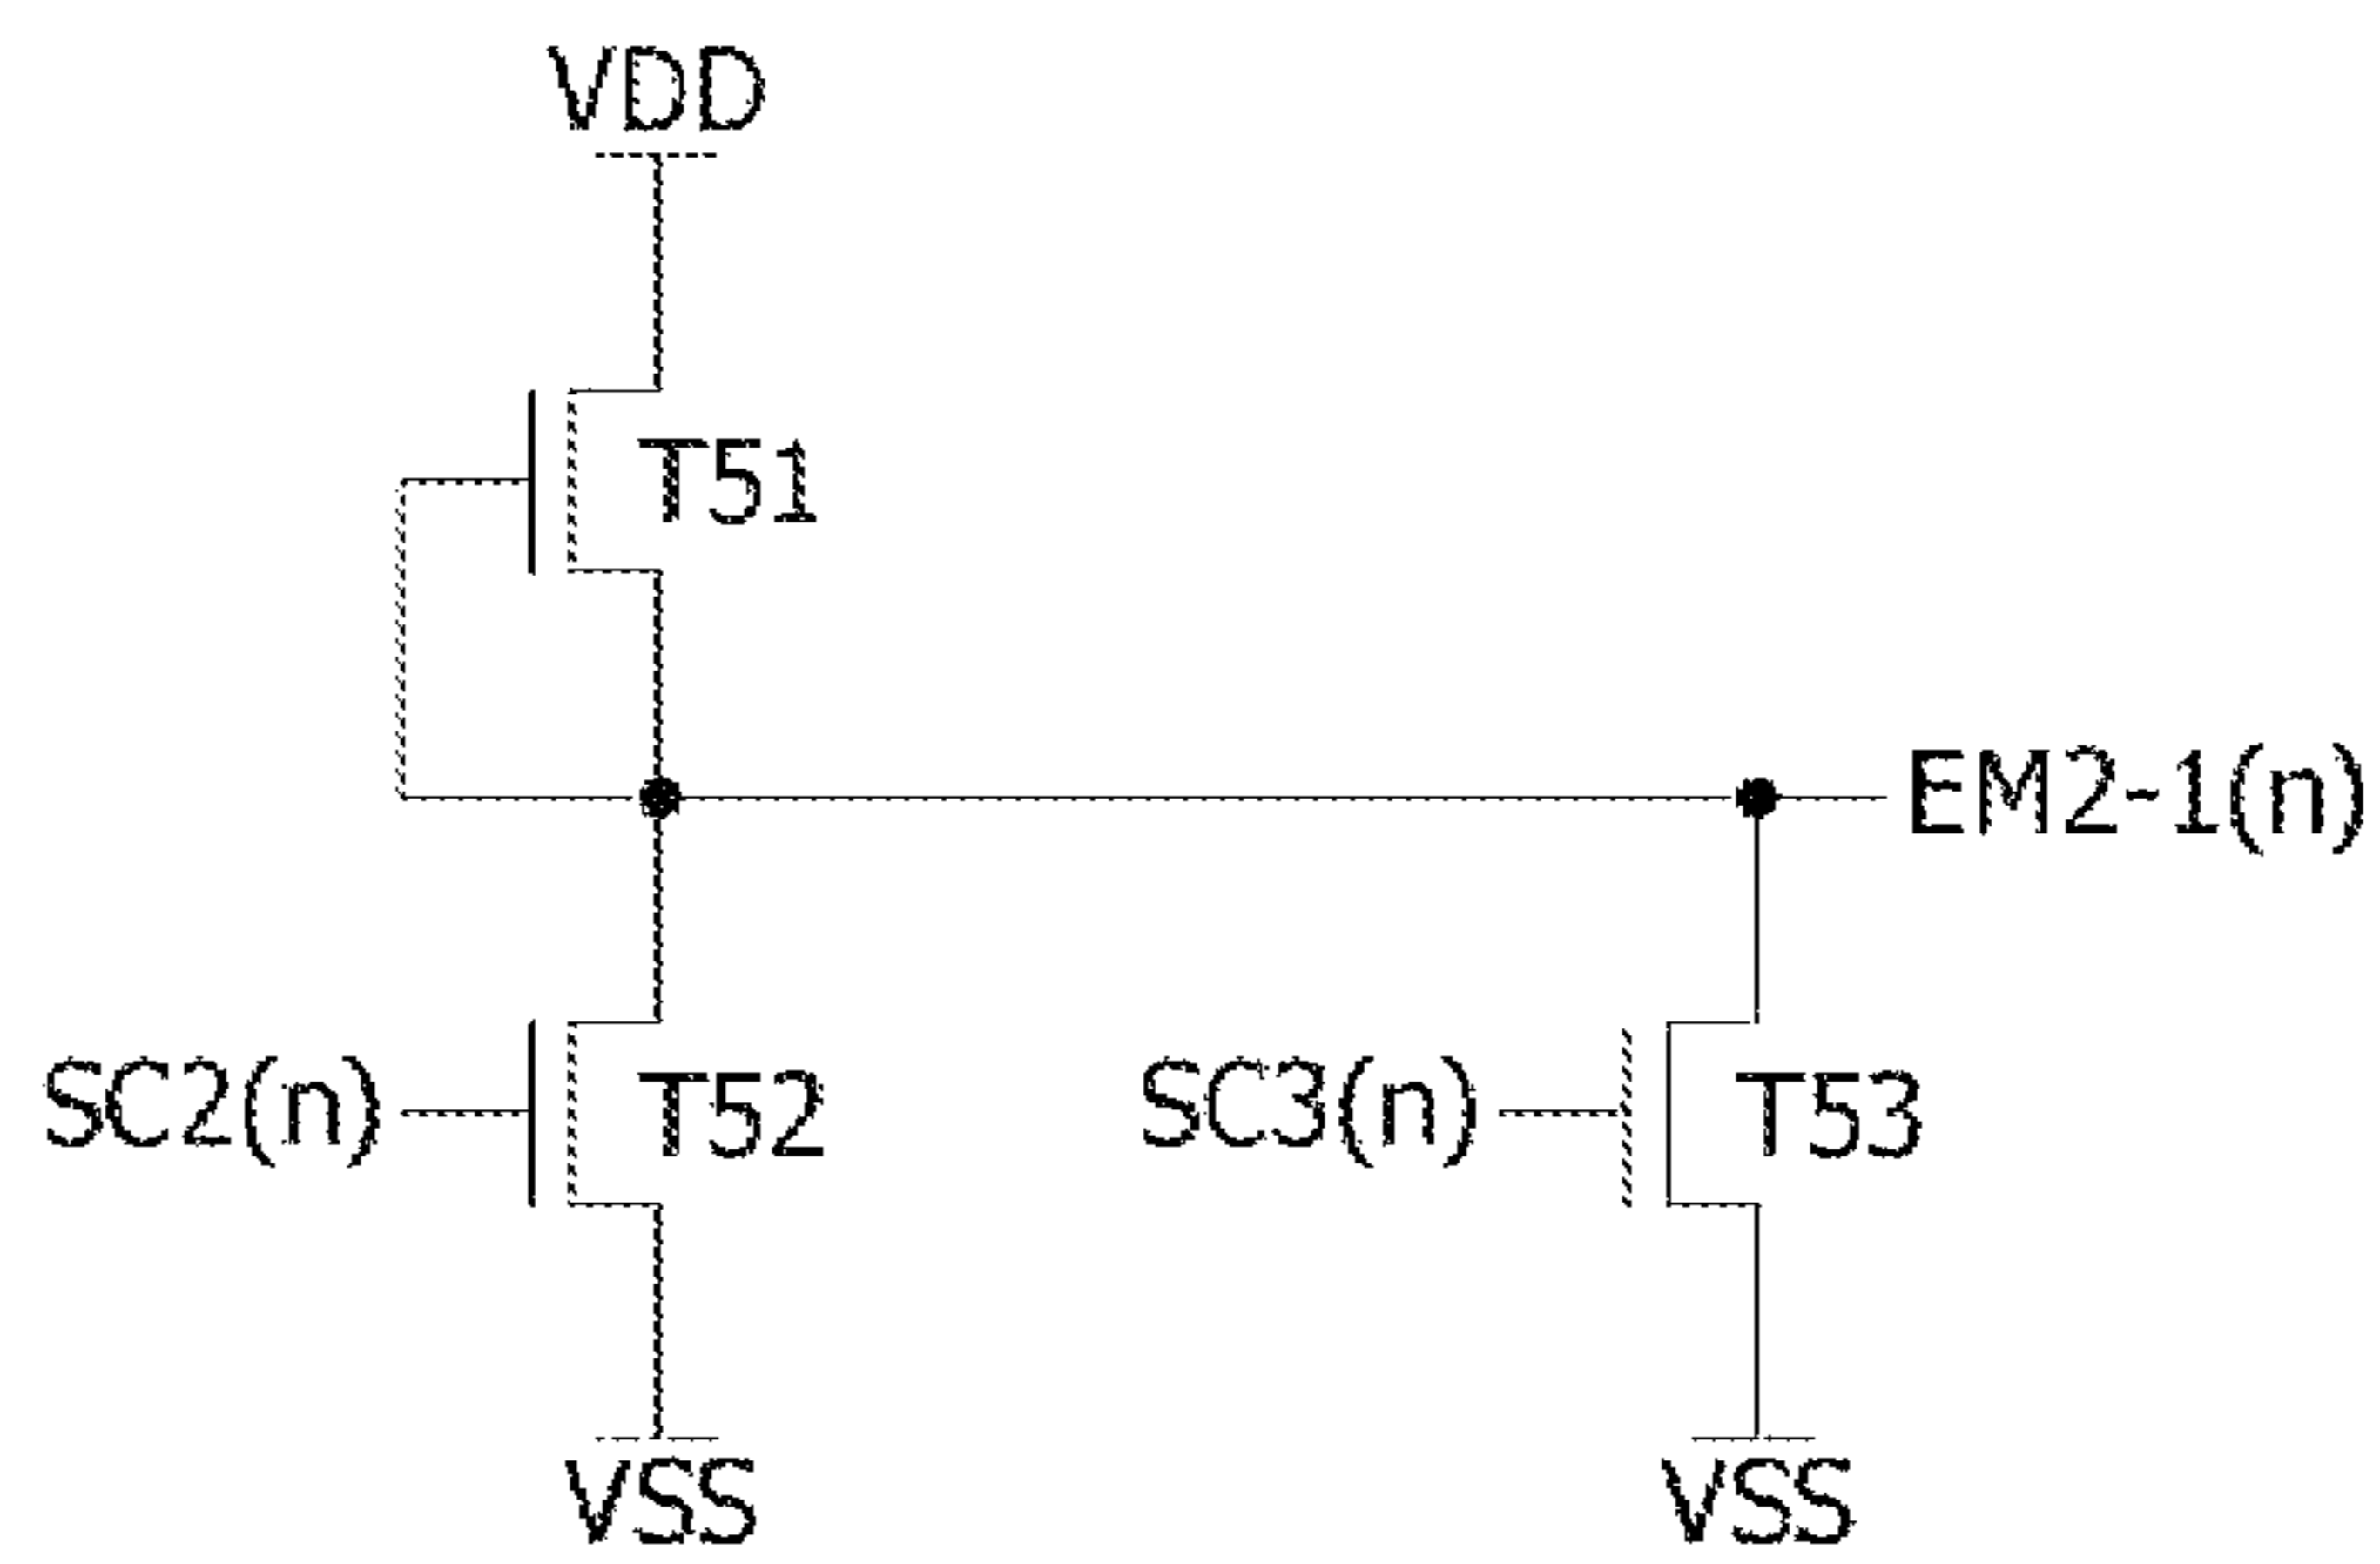 VDD
T51
EM2-1(n)
SC2(n)
T52
SC3(n)
T53
VSS
VSS